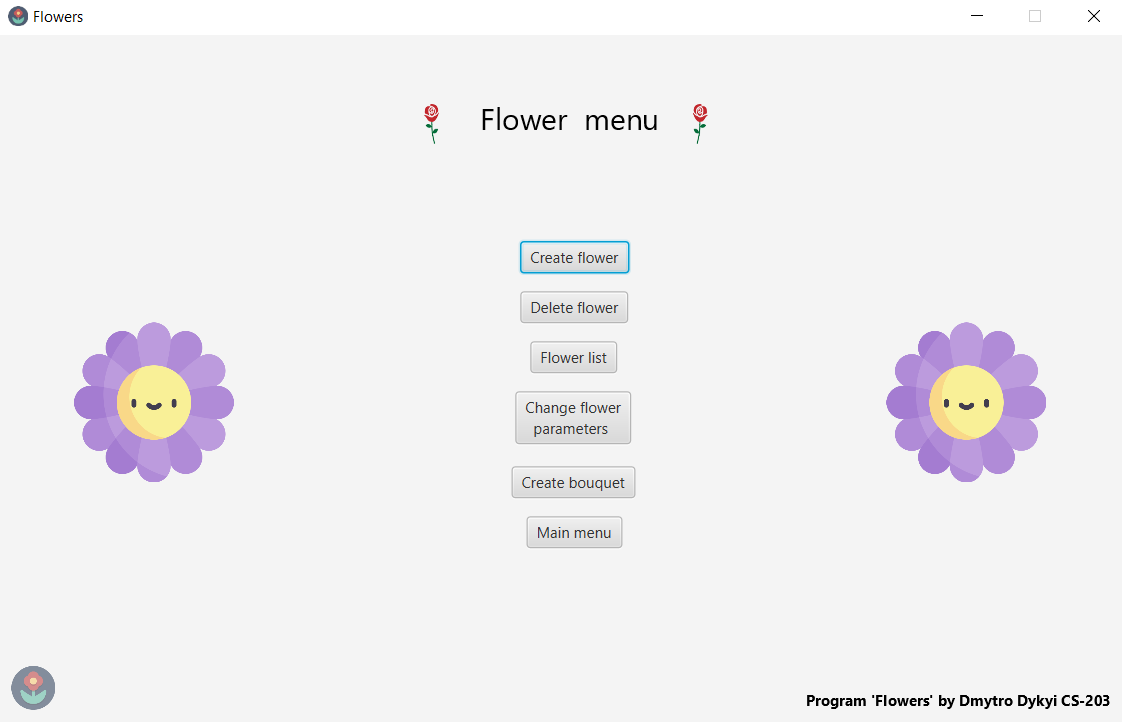 Flowers
Flower menu
Create flower
Delete flower
Flower list
Change flower
parameters
Create bouquet
Main menu
Program 'Flowers' by Dmytro Dykyi CS-203